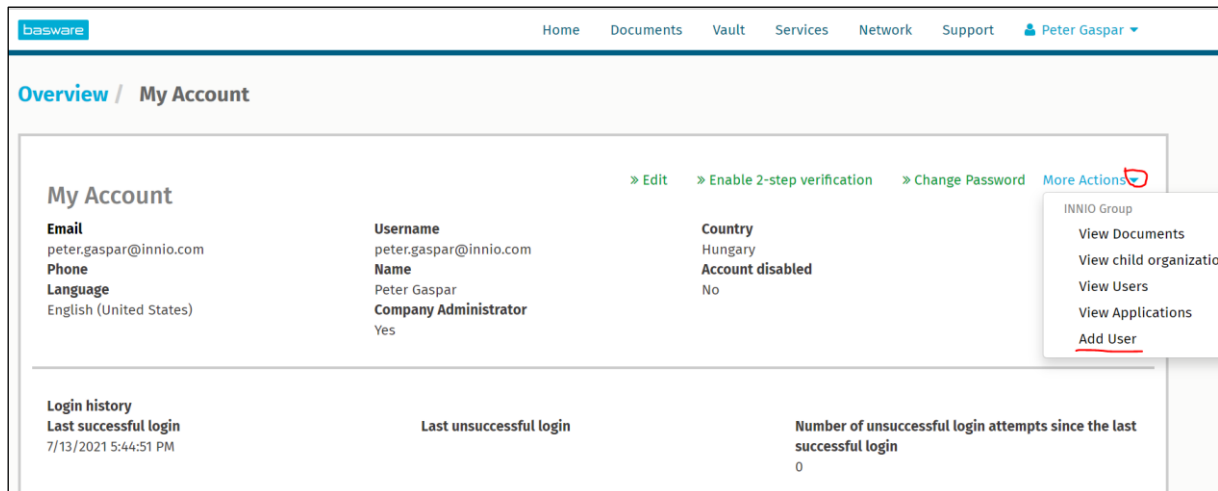 basware
Home Documents Vault Services Network Support Peter Gaspar
Overview / My Account
My Account
» Edit » Enable 2-step verification » Change Password More Actions
INNIO Group
View Documents
View child organizatio
View Users
View Applications
Add User
Email Username Country
peter.gaspar@innio.com peter.gaspar@innio.com Hungary
Phone Name Account disabled
Language Peter Gaspar No
English (United States) Company Administrator
Yes
Login history
Last successful login Last unsuccessful login Number of unsuccessful login attempts since the last
7/13/2021 5:44:51 PM successful login
0